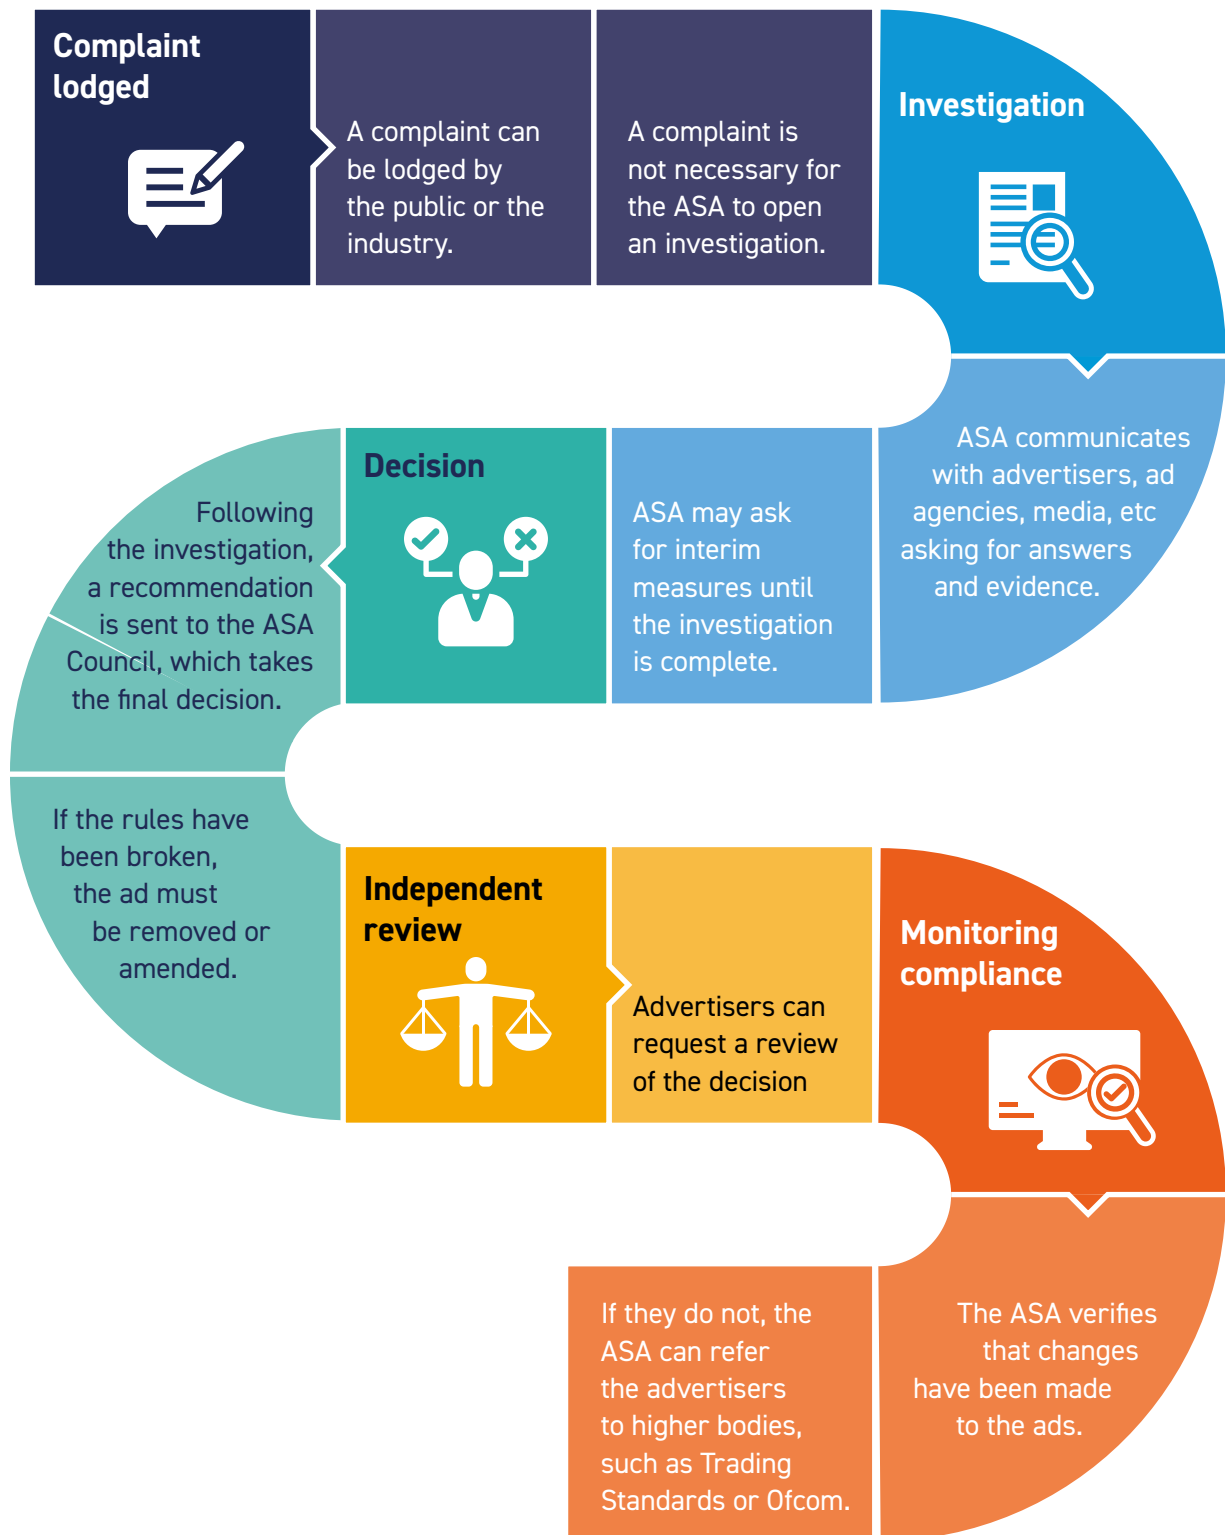 Complaint
lodged
A complaint can
be lodged by
the public or the
industry.
A complaint is
not necessary for
the ASA to open
an investigation.
Investigation
ASA communicates
with advertisers, ad
agencies, media, etc
asking for answers
and evidence.
ASA may ask
for interim
measures until
the investigation
is complete.
Decision
Following
the investigation,
a recommendation
is sent to the ASA
Council, which takes
the final decision.
If the rules have
been broken,
the ad must
be removed or
amended.
Independent
review
Advertisers can
request a review
of the decision
Monitoring
compliance
The ASA verifies
that changes
have been made
to the ads.
If they do not, the
ASA can refer
the advertisers
to higher bodies,
such as Trading
Standards or Ofcom.